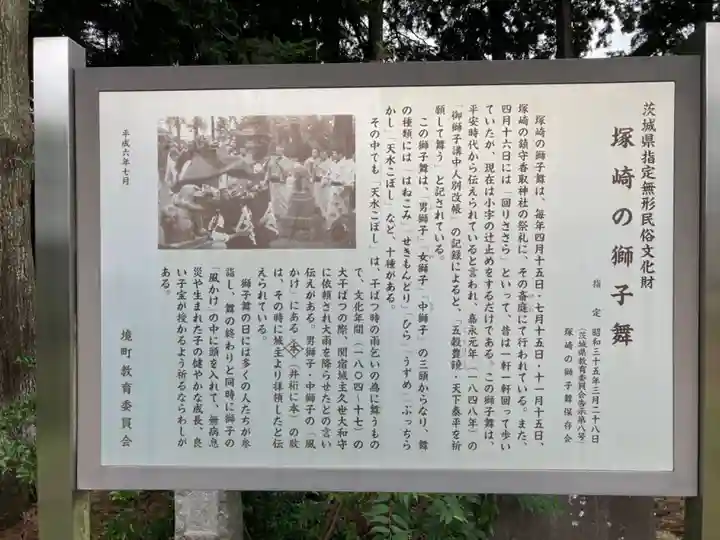 茨城県指定無形民俗文化財
塚崎の獅子舞
指定 昭和三十五年三月二十八日
(茨城県教育委員会告示第八号)
塚崎の獅子舞保存会
塚崎の獅子舞は、毎年四月十五日・七月十五日・十一月十五日、
塚崎の鎮守香取神社の祭礼に、その斎庭にて行われている。また、
四月十六日には「回りささら」といって、昔は一軒一軒回って歩い
ていたが、現在は小字の辻止めをするだけである。この獅子舞は、
平安時代から伝えられていると言われ、嘉永元年(一八四八年)の
「御獅子講中人別改帳」の記録によると、「五穀豊饒・天下泰平を祈
願して舞う」と記されている。
この獅子舞は、「男獅子」「女獅子」「中獅子」の三頭からなり、舞
の種類には「はねこみ」「せきもんどり」「ひら」「うずめ」「ぶっちら
かし」「天水こぼし」など、十種がある。
その中でも「天水こぼし」は、干ばつ時の雨乞いの為に舞うもの
で、文化年間(一八〇四〜十七)の
大干ばつの際、関宿城主久世大和守
に依頼され大雨を降らせたとの言い
伝えがある。男獅子・中獅子の「風
かけ」にある(井桁に本)の紋
は、その時に城主より拝領したと伝
えられている。
獅子舞の日には多くの人たちが参
詣し、舞の終わりと同時に獅子の
「風かけ」の中に頭を入れて、無病息
災や生まれた子の健やかな成長、良
い子宝が授かるよう祈るならわしが
ある。
境町教育委員会
平成六年七月